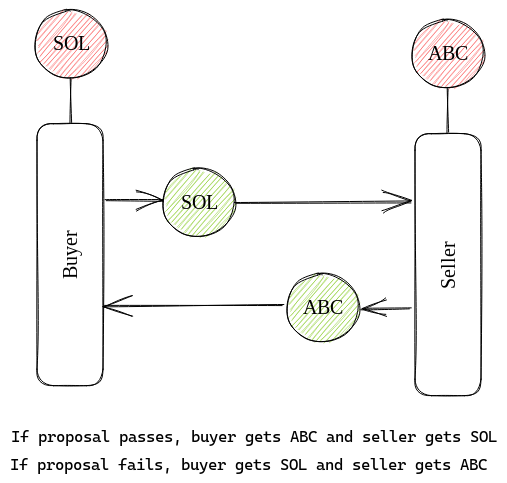 SOL
ABC
SOL
Buyer
Seller
ABC
If proposal passes, buyer gets ABC and seller gets SOL
If proposal fails, buyer gets SOL and seller gets ABC